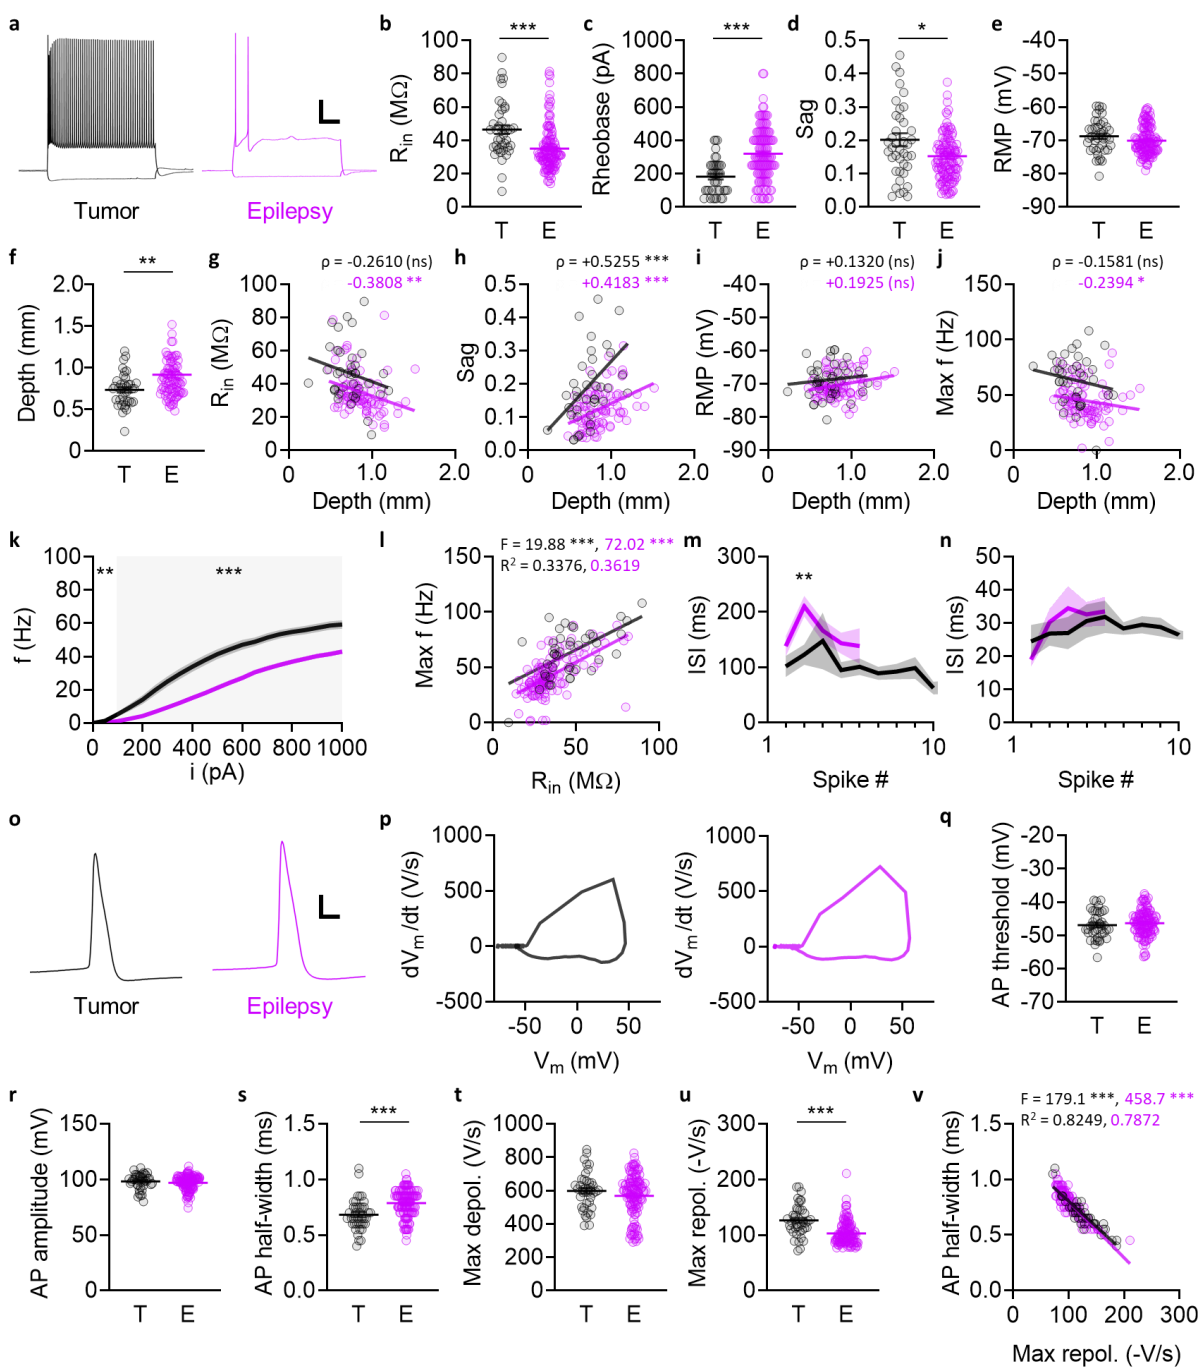 a
Tumor
Epilepsy
b
***
100
80
60
40
20
0
R_in (MΩ)
T E
c
***
1000
800
600
400
200
0
Rheobase (pA)
T E
d
*
0.5
0.4
0.3
0.2
0.1
0.0
Sag
T E
e
-40
-50
-60
-70
-80
-90
RMP (mV)
T E
f
**
2.0
1.5
1.0
0.5
0
Depth (mm)
T E
g
ρ = -0.2610 (ns)
-0.3808 **
100
80
60
40
20
0
R_in (MΩ)
0 1.0 2.0
Depth (mm)
h
ρ = +0.5255 ***
+0.4183 ***
0.5
0.4
0.3
0.2
0.1
0.0
Sag
0 1.0 2.0
Depth (mm)
i
ρ = +0.1320 (ns)
+0.1925 (ns)
-40
-50
-60
-70
-80
-90
RMP (mV)
0 1.0 2.0
Depth (mm)
j
ρ = -0.1581 (ns)
-0.2394 *
150
100
50
0
Max f (Hz)
0 1.0 2.0
Depth (mm)
k
100
80
60
40
20
0
f (Hz)
** ***
0 200 400 600 800 1000
i (pA)
l
F = 19.88 ***, 72.02 ***
R² = 0.3376, 0.3619
150
100
50
0
Max f (Hz)
0 50 100
R_in (MΩ)
m
**
300
200
100
0
ISI (ms)
1 10
Spike #
n
50
40
30
20
10
0
ISI (ms)
1 10
Spike #
o
Tumor
Epilepsy
p
1000
500
0
-500
dV_m/dt (V/s)
-50 0 50
V_m (mV)
1000
500
0
-500
dV_m/dt (V/s)
-50 0 50
V_m (mV)
q
-20
-30
-40
-50
-60
-70
AP threshold (mV)
T E
r
150
100
50
0
AP amplitude (mV)
T E
s
***
1.5
1.0
0.5
0.0
AP half-width (ms)
T E
t
1000
800
600
400
200
0
Max depol. (V/s)
T E
u
***
300
200
100
0
Max repol. (-V/s)
T E
v
F = 179.1 ***, 458.7 ***
R² = 0.8249, 0.7872
1.5
1.0
0.5
0.0
AP half-width (ms)
0 100 200 300
Max repol. (-V/s)